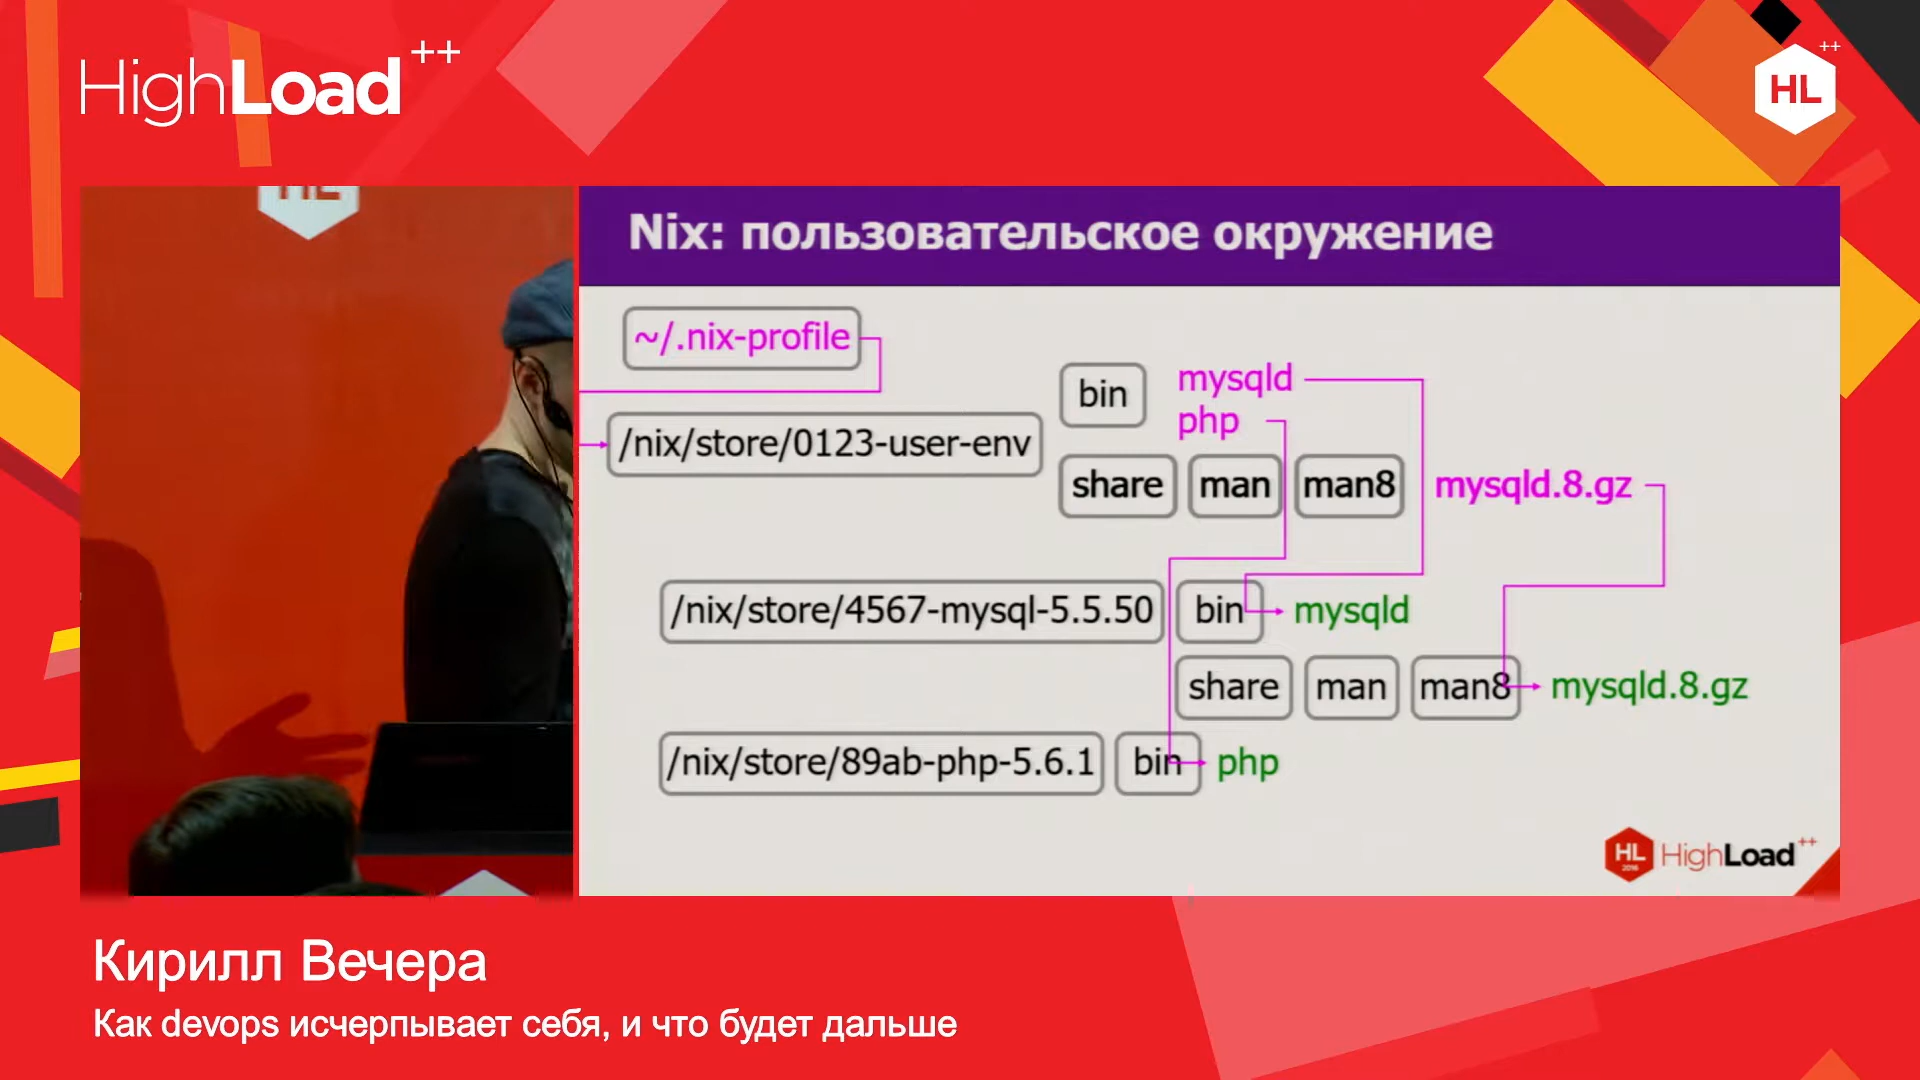 HighLoad++
HL++
HL
Nix: пользовательское окружение
~/.nix-profile
bin
mysqld
php
/nix/store/0123-user-env
share man man8 mysqld.8.gz
/nix/store/4567-mysql-5.5.50 bin mysqld
share man man8 mysqld.8.gz
/nix/store/89ab-php-5.6.1 bin php
HL
2016
HighLoad++
Кирилл Вечера
Как devops исчерпывает себя, и что будет дальше